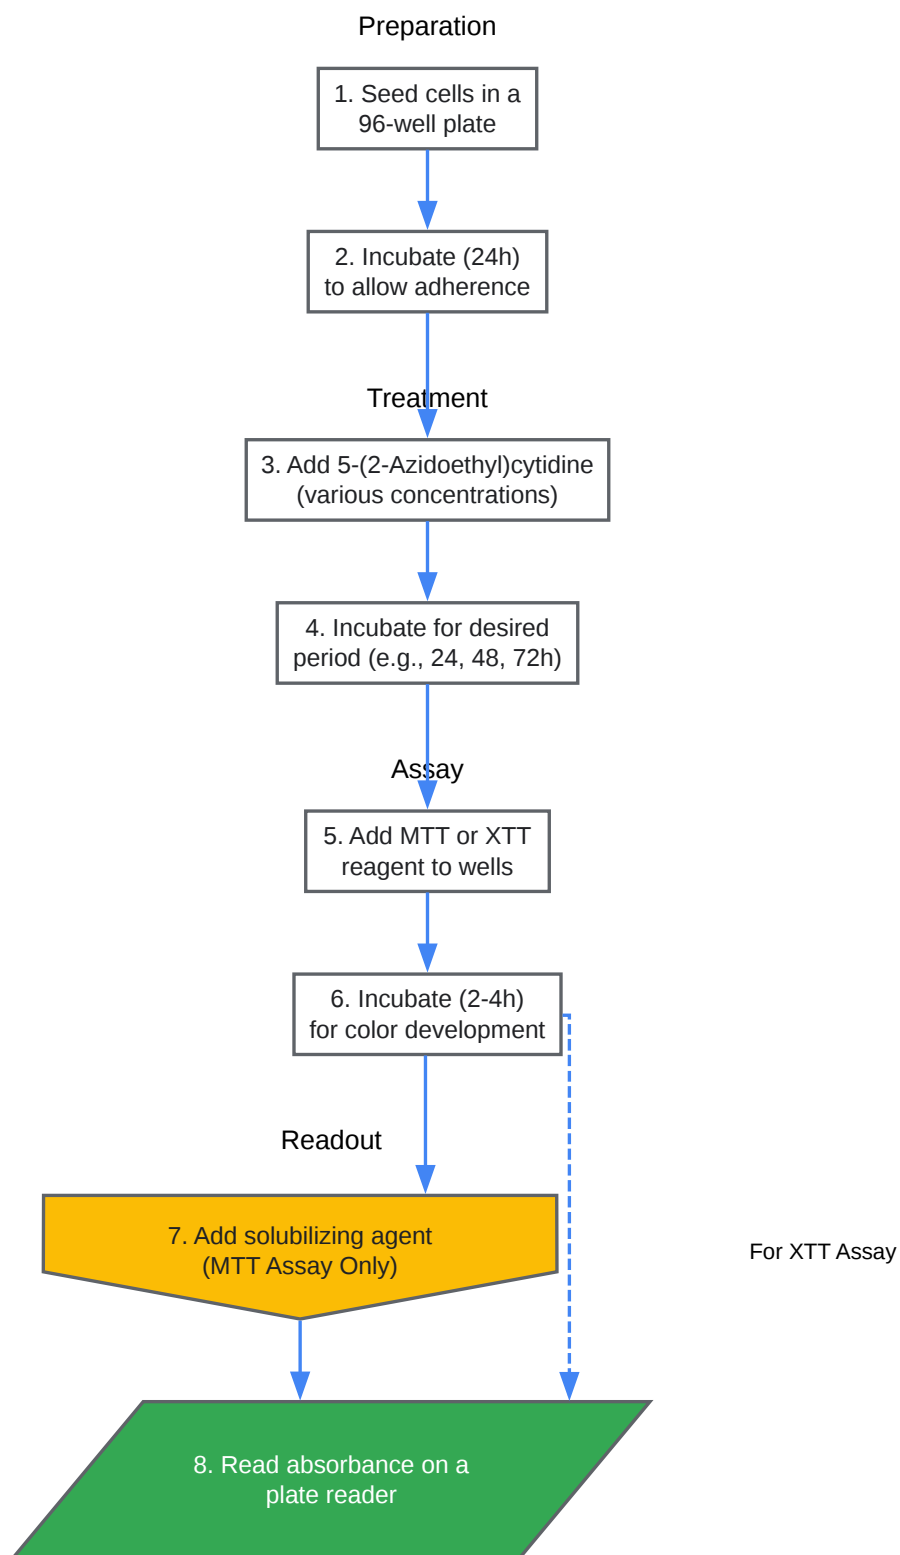 Preparation
1. Seed cells in a
96-well plate
2. Incubate (24h)
to allow adherence
Treatment
3. Add 5-(2-Azidoethyl)cytidine
(various concentrations)
4. Incubate for desired
period (e.g., 24, 48, 72h)
Assay
5. Add MTT or XTT
reagent to wells
6. Incubate (2-4h)
for color development
Readout
7. Add solubilizing agent
(MTT Assay Only)
For XTT Assay
8. Read absorbance on a
plate reader